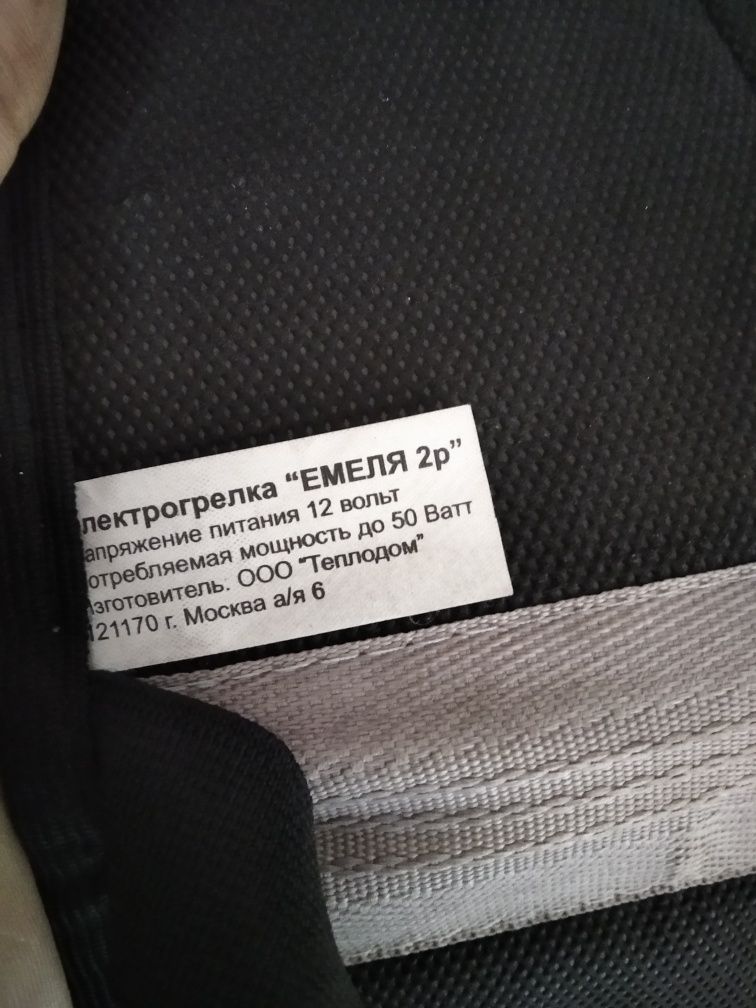 лектрогрелка “ЕМЕЛЯ 2р”
апряжение питания 12 вольт
отребляемая мощность до 50 Ватт
зготовитель: ООО "Теплодом"
121170 г. Москва а/я 6